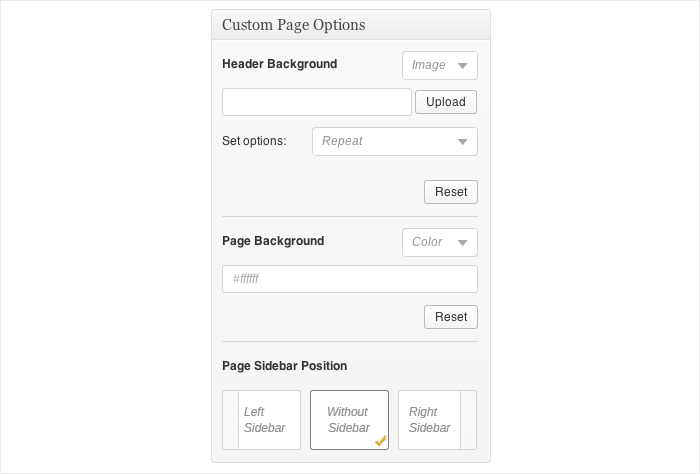 Custom Page Options
Header Background Image
Upload
Set options: Repeat
Reset
Page Background Color
#ffffff
Reset
Page Sidebar Position
Left
Sidebar
Without
Sidebar
Right
Sidebar